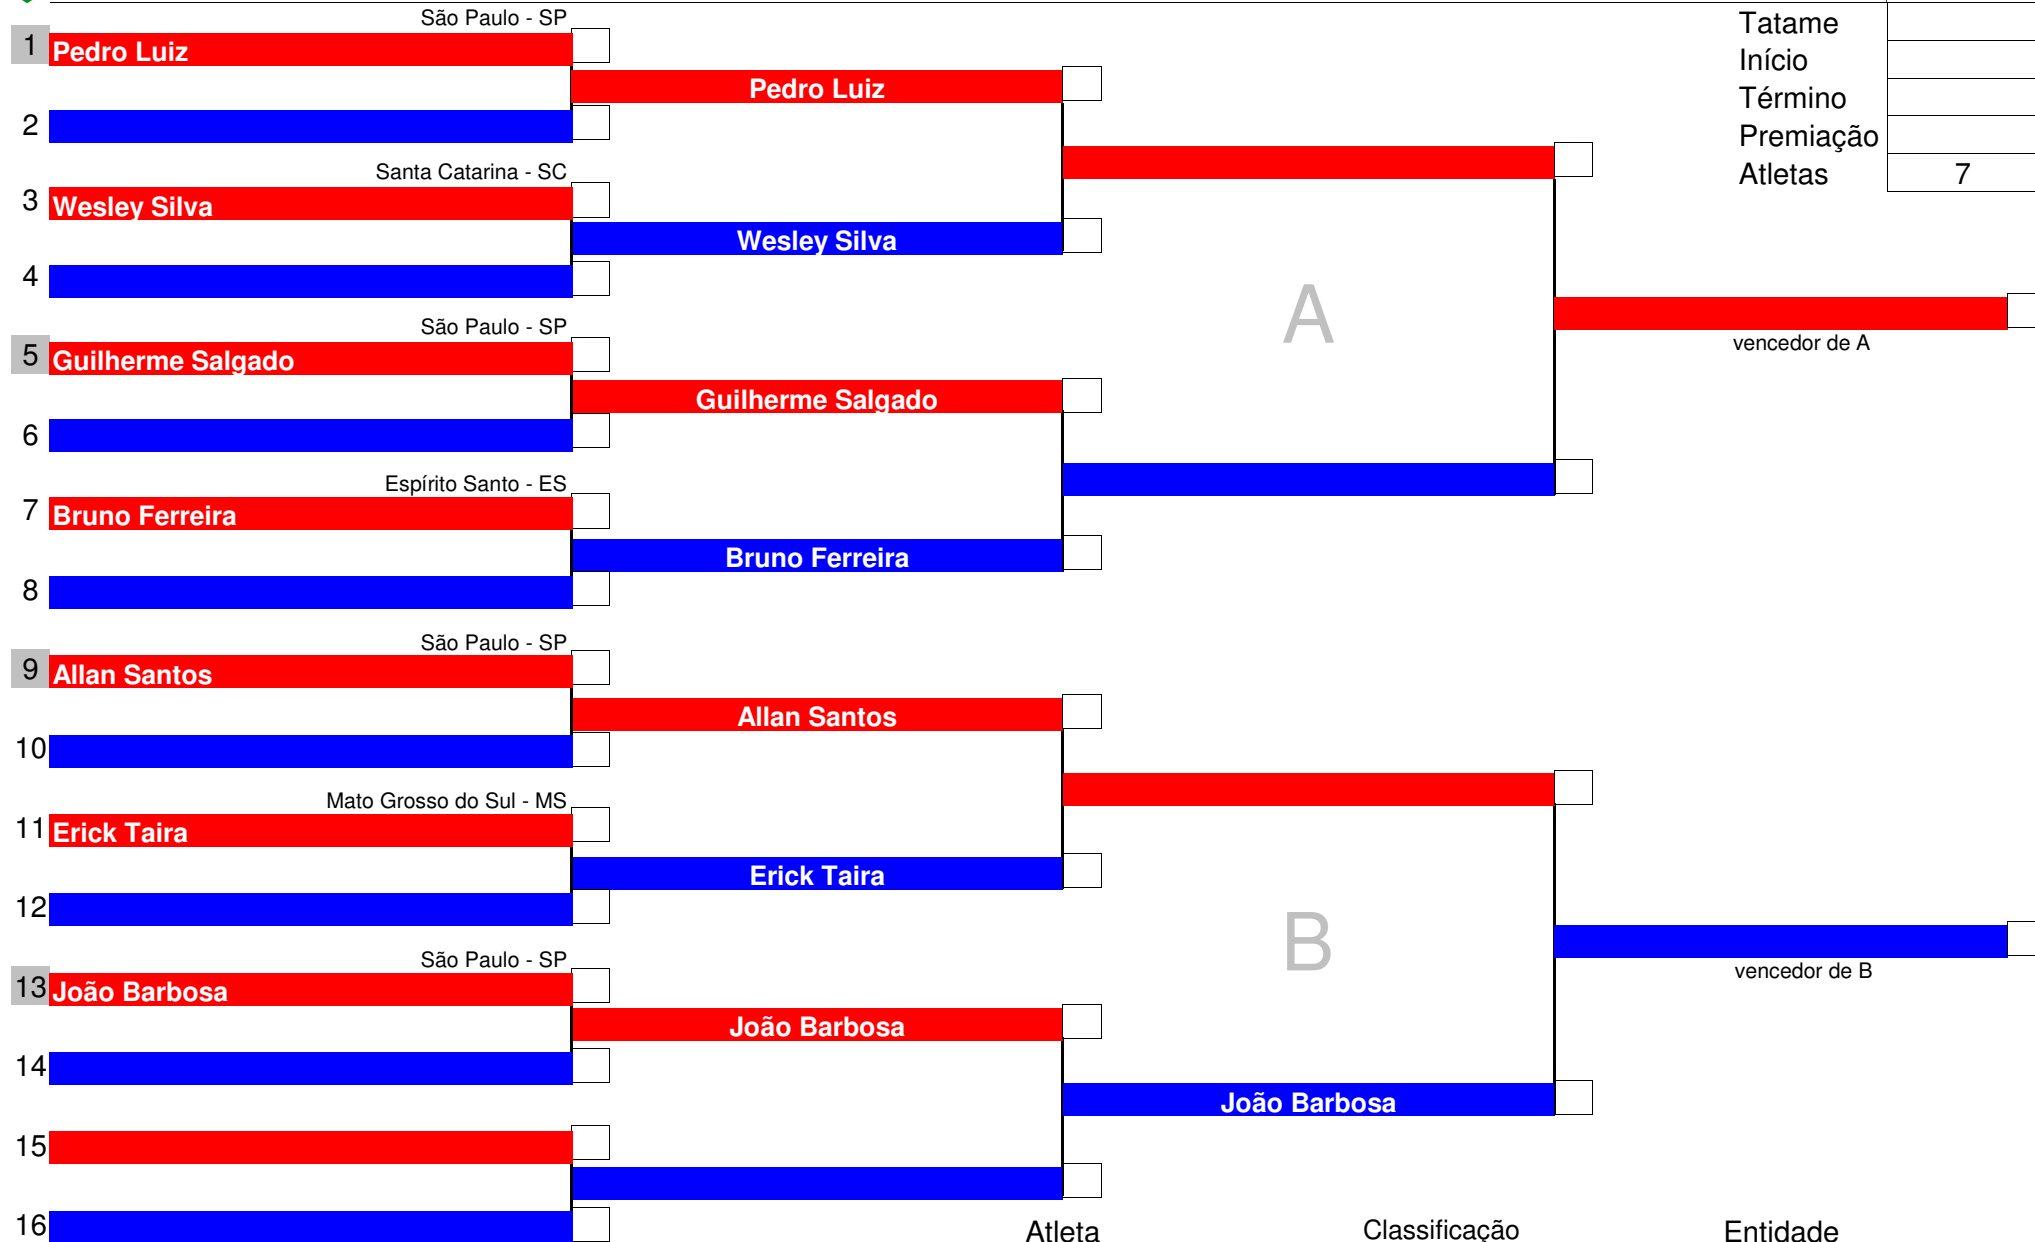 São Paulo - SP
Tatame
1 Pedro Luiz
Início
Pedro Luiz
Término
2
Premiação
Santa Catarina - SC
Atletas 7
3 Wesley Silva
Wesley Silva
4
A
São Paulo - SP
vencedor de A
5 Guilherme Salgado
Guilherme Salgado
6
Espírito Santo - ES
7 Bruno Ferreira
Bruno Ferreira
8
São Paulo - SP
9 Allan Santos
Allan Santos
10
Mato Grosso do Sul - MS
11 Erick Taira
Erick Taira
12
B
São Paulo - SP
vencedor de B
13 João Barbosa
João Barbosa
14
João Barbosa
15
16
Atleta Classificação Entidade